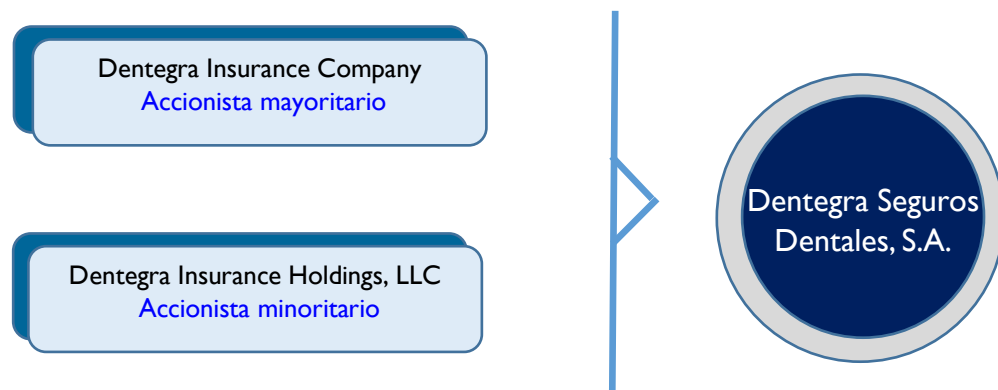 Dentegra Insurance Company
Accionista mayoritario
Dentegra Insurance Holdings, LLC
Accionista minoritario
Dentegra Seguros
Dentales, S.A.